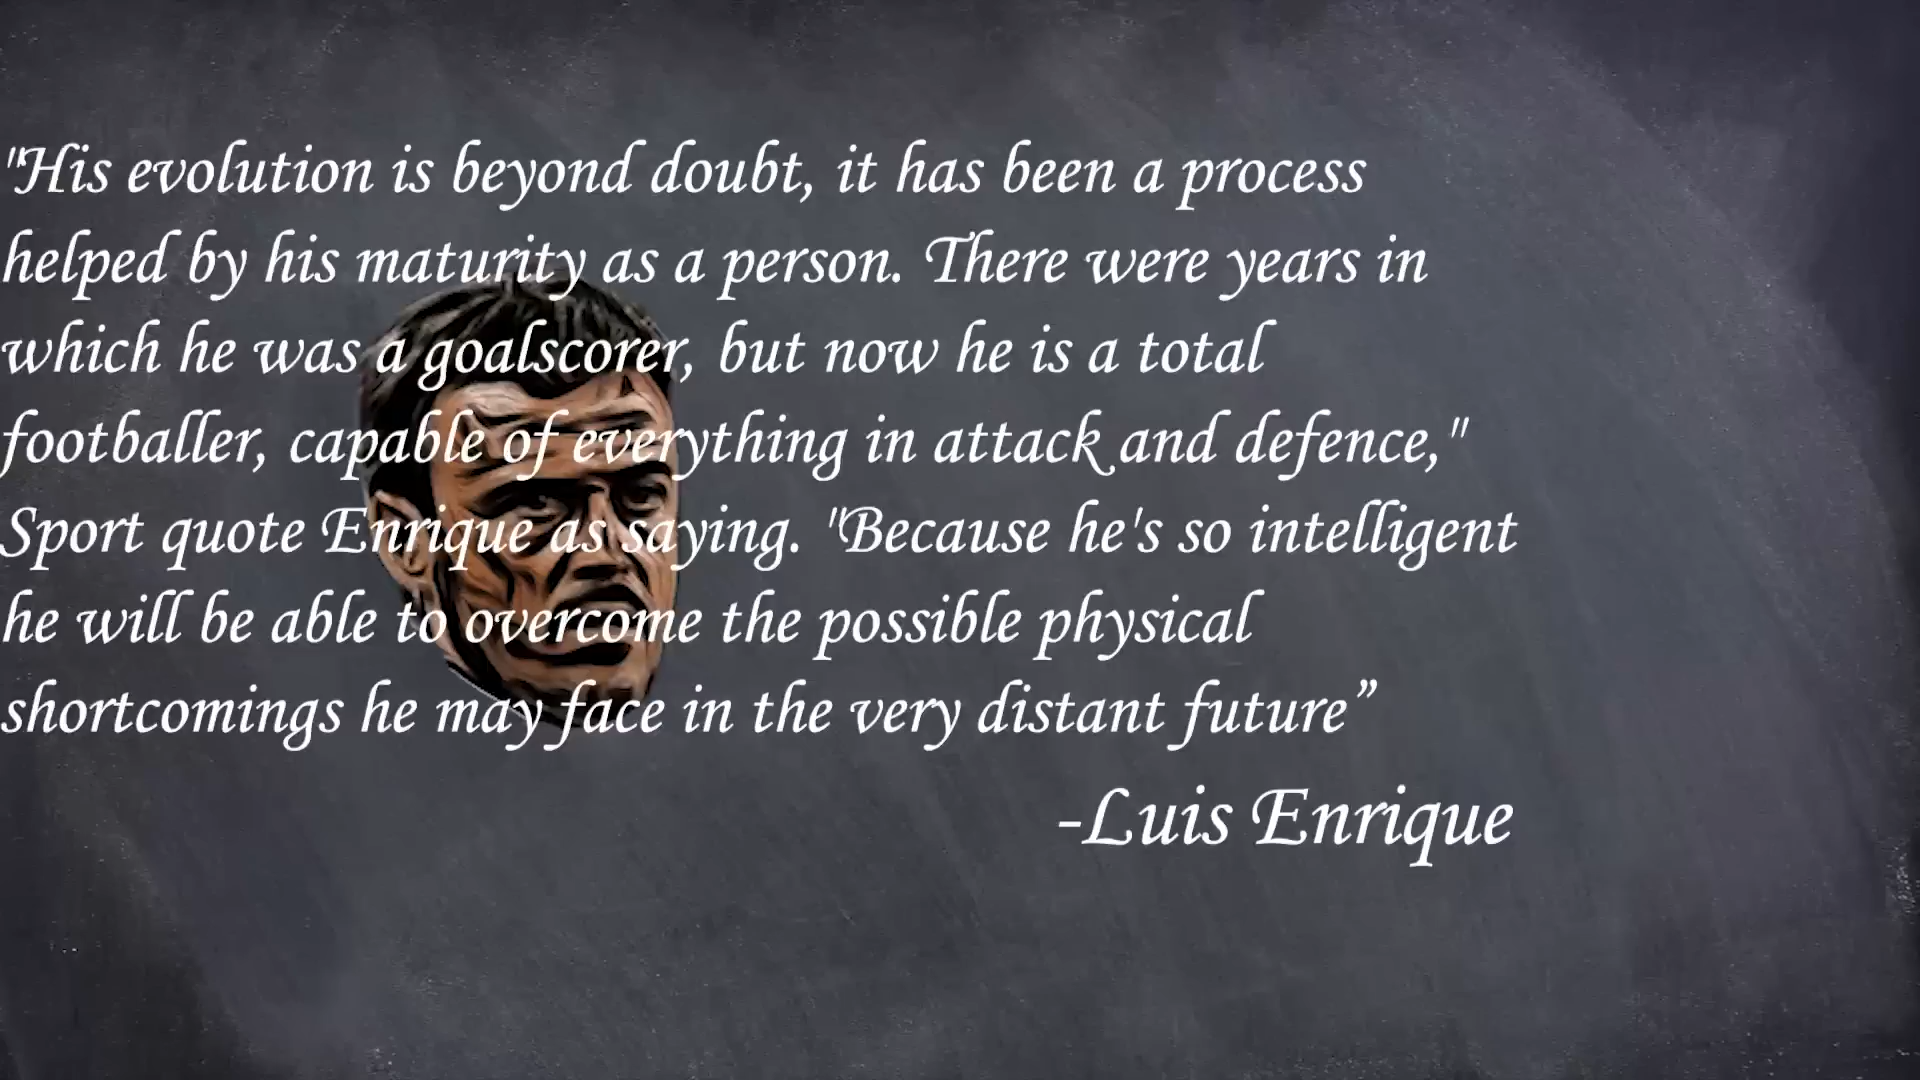 "His evolution is beyond doubt, it has been a process
helped by his maturity as a person. There were years in
which he was a goalscorer, but now he is a total
footballer, capable of everything in attack and defence,"
Sport quote Enrique as saying. "Because he's so intelligent
he will be able to overcome the possible physical
shortcomings he may face in the very distant future”
-Luis Enrique